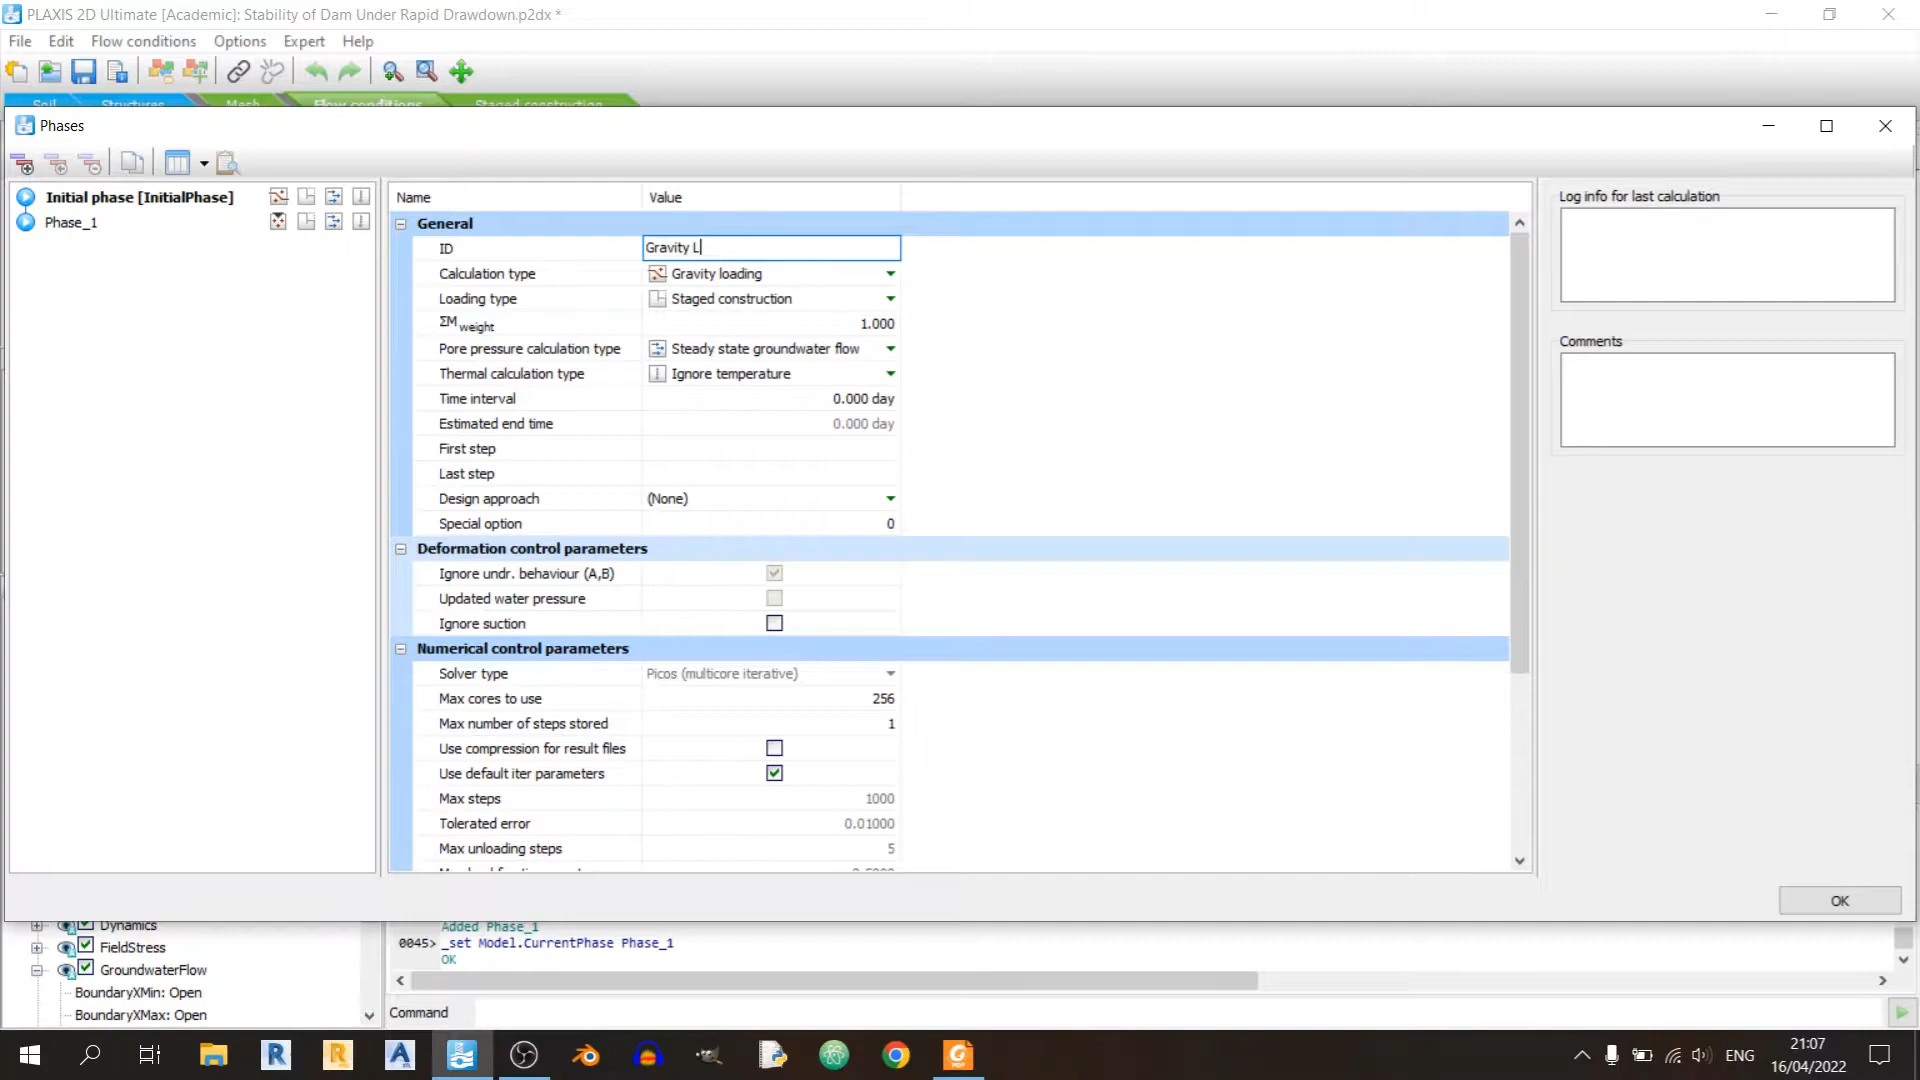 PLAXIS 2D Ultimate [Academic]: Stability of Dam Under Rapid Drawdown.p2dx *
File Edit Flow conditions Options Expert Help
Soil Structures Mesh Flow conditions Staged construction
Phases
Initial phase [InitialPhase]
Phase_1
Name Value
General
ID Gravity L
Calculation type Gravity loading
Loading type Staged construction
ΣM weight 1.000
Pore pressure calculation type Steady state groundwater flow
Thermal calculation type Ignore temperature
Time interval 0.000 day
Estimated end time 0.000 day
First step
Last step
Design approach (None)
Special option 0
Deformation control parameters
Ignore undr. behaviour (A,B)
Updated water pressure
Ignore suction
Numerical control parameters
Solver type Picos (multicore iterative)
Max cores to use 256
Max number of steps stored 1
Use compression for result files
Use default iter parameters
Max steps 1000
Tolerated error 0.01000
Max unloading steps 5
Log info for last calculation
Comments
OK
Dynamics
FieldStress
GroundwaterFlow
BoundaryXMin: Open
BoundaryXMax: Open
Added Phase_1
0045> _set Model.CurrentPhase Phase_1
OK
Command
ENG
21:07
16/04/2022